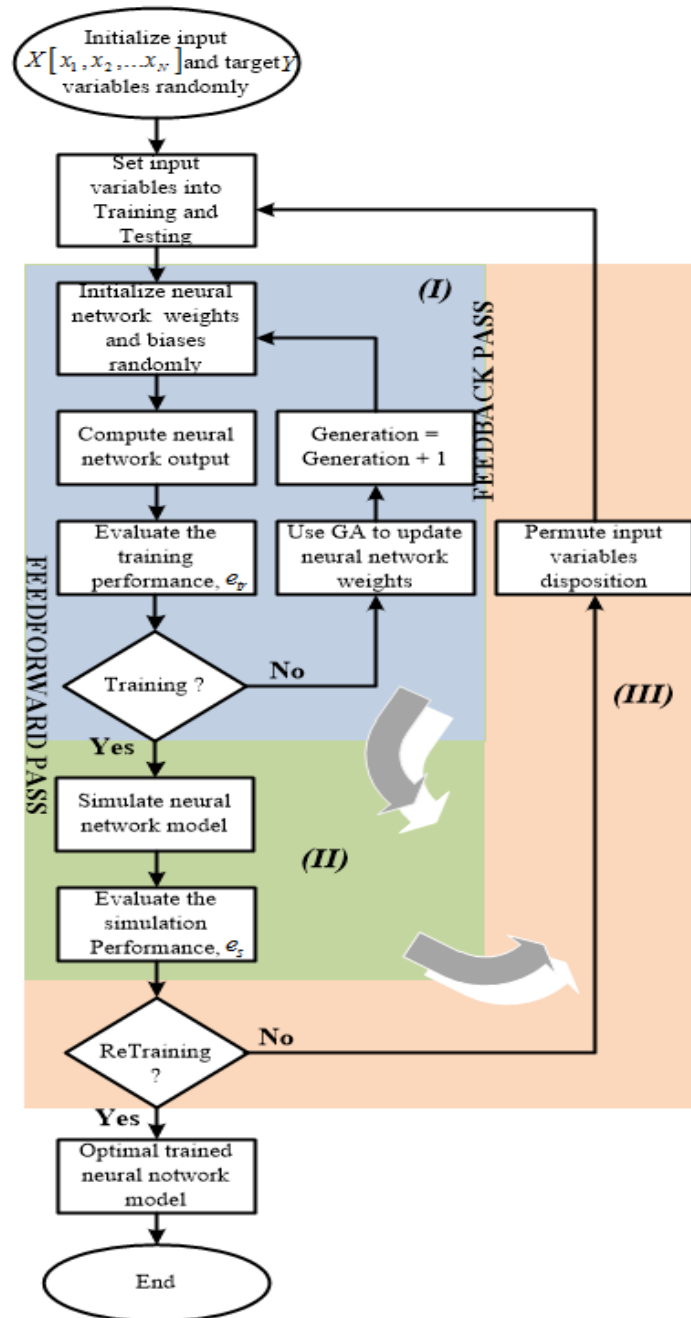 Initialize input
X[x₁, x₂, ...x_N] and target Y
variables randomly
Set input
variables into
Training and
Testing
(I)
Initialize neural
network weights
and biases
randomly
FEEDBACK PASS
Compute neural
network output
Generation =
Generation + 1
Evaluate the
training
performance, e_tr
Use GA to update
neural network
weights
Permute input
variables
disposition
FEEDFORWARD PASS
Training ?
No
(III)
Yes
Simulate neural
network model
(II)
Evaluate the
simulation
Performance, e_s
ReTraining
?
No
Yes
Optimal trained
neural notwork
model
End